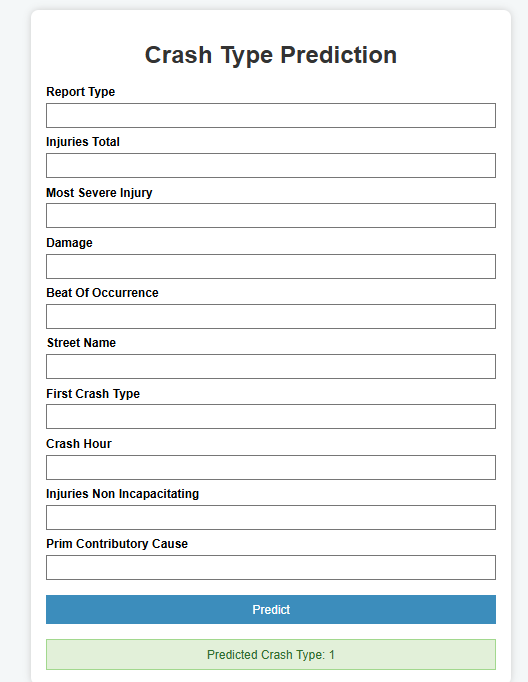 Crash Type Prediction
Report Type
Injuries Total
Most Severe Injury
Damage
Beat Of Occurrence
Street Name
First Crash Type
Crash Hour
Injuries Non Incapacitating
Prim Contributory Cause
Predict
Predicted Crash Type: 1